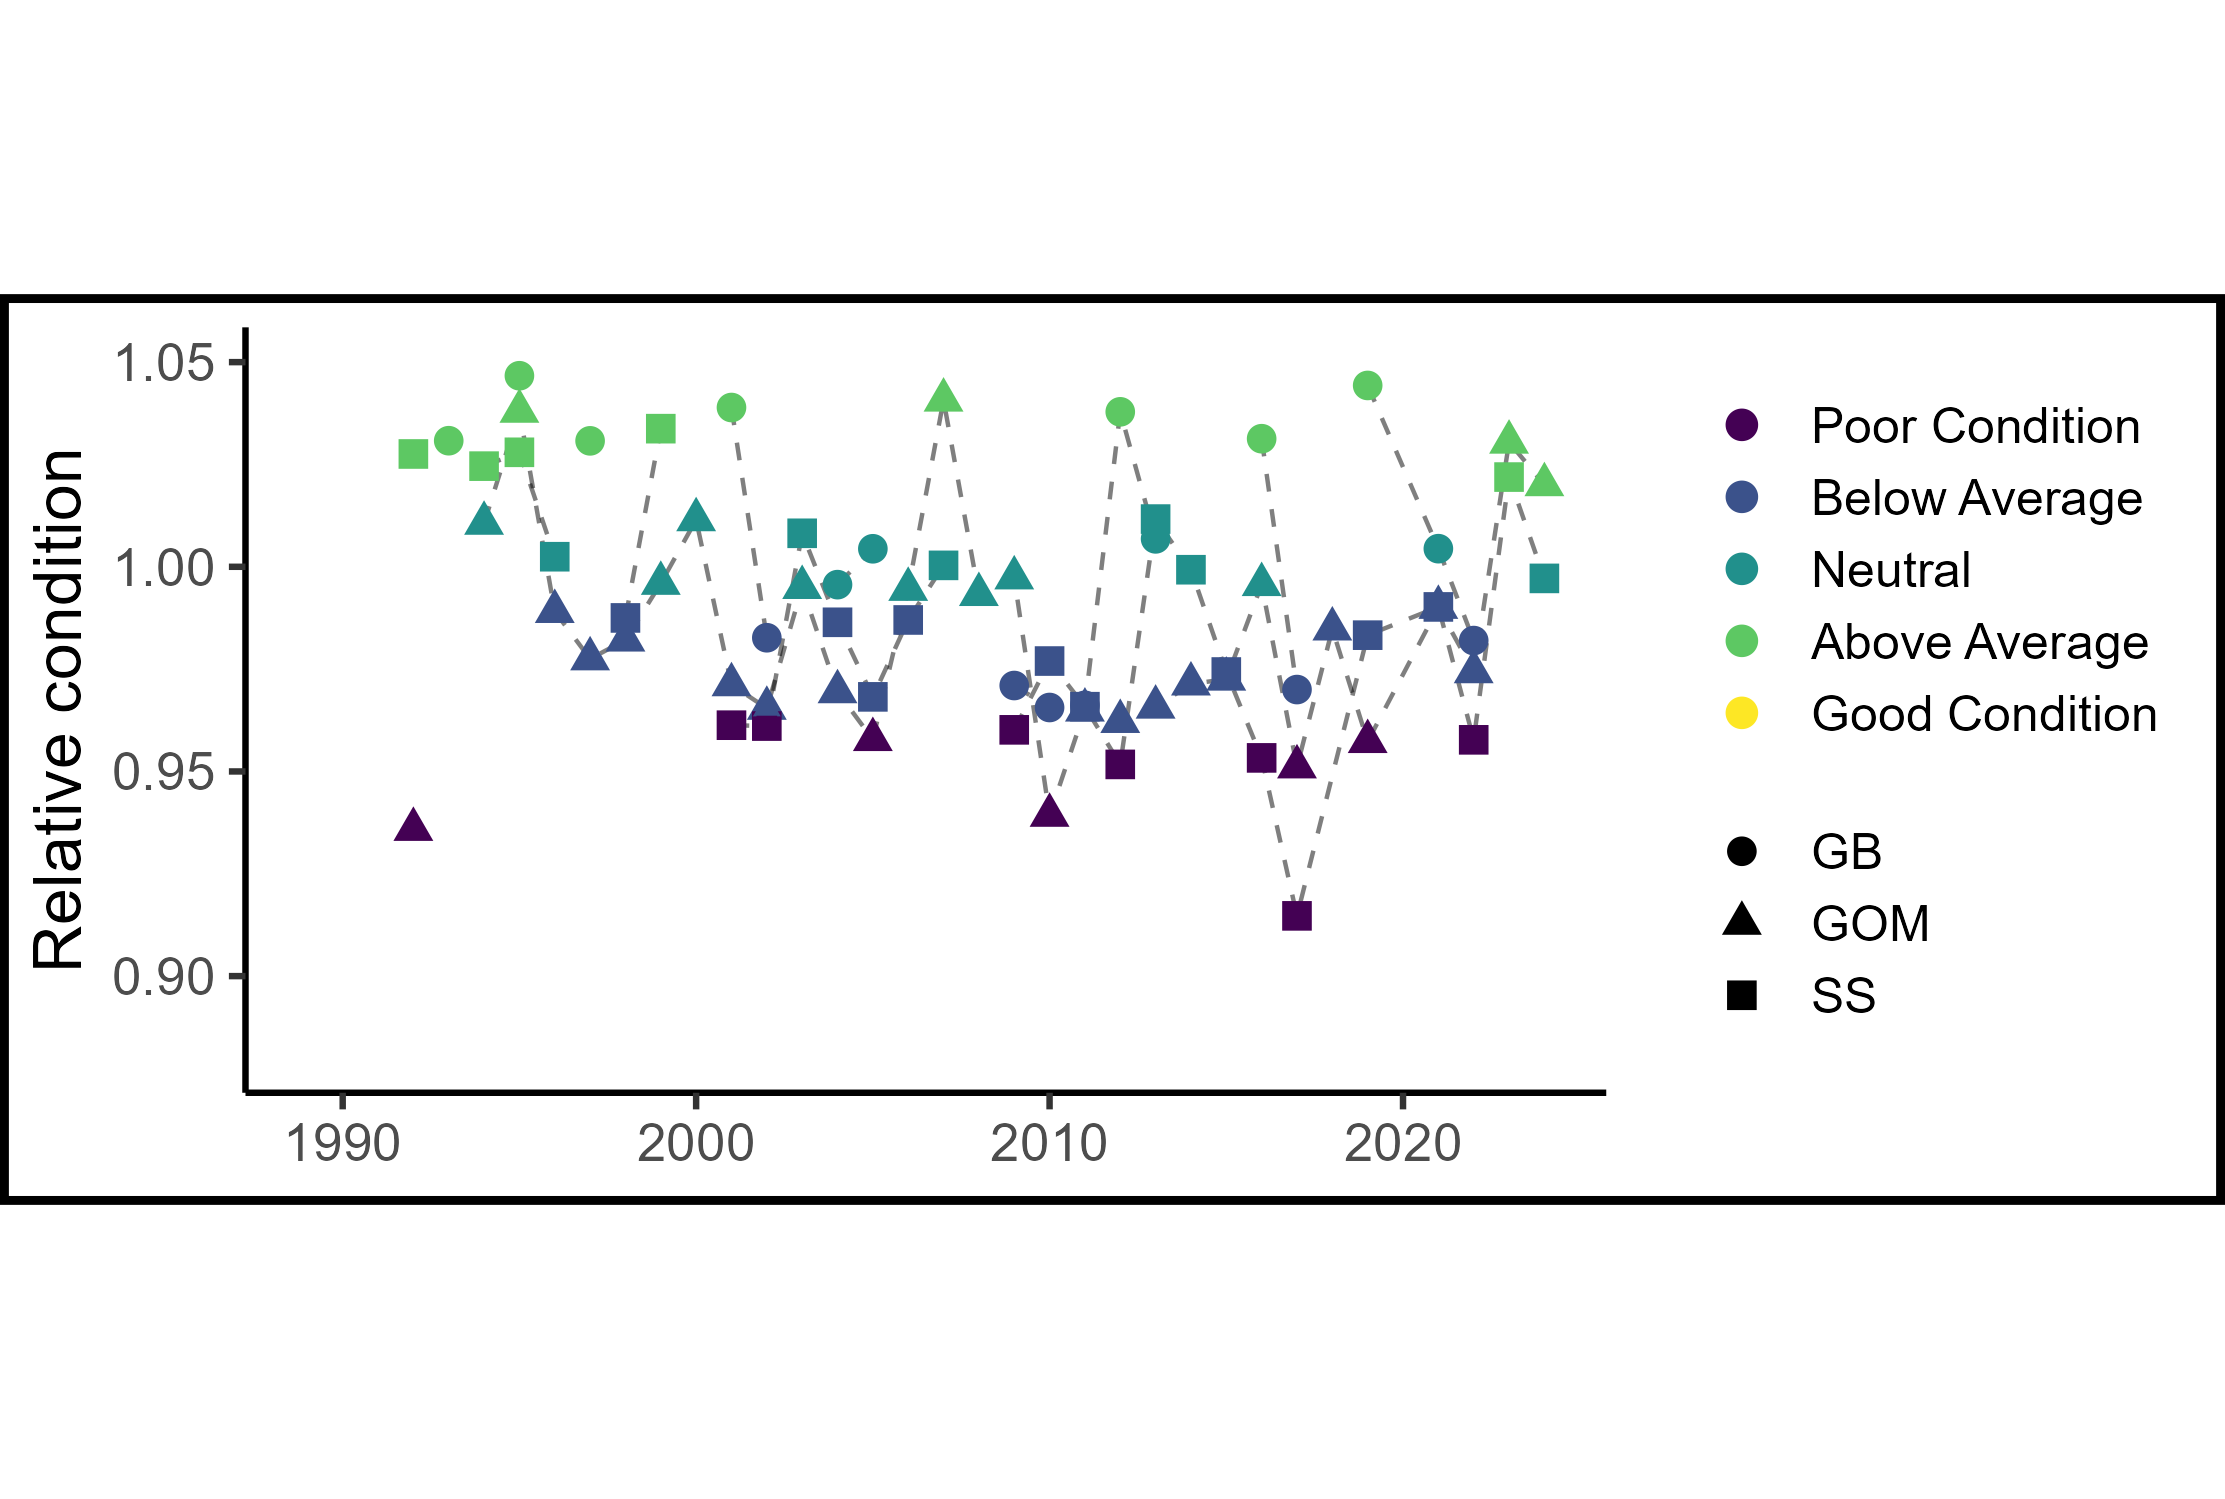 Relative condition
1.05
1.00
0.95
0.90
1990
2000
2010
2020
Poor Condition
Below Average
Neutral
Above Average
Good Condition
GB
GOM
SS